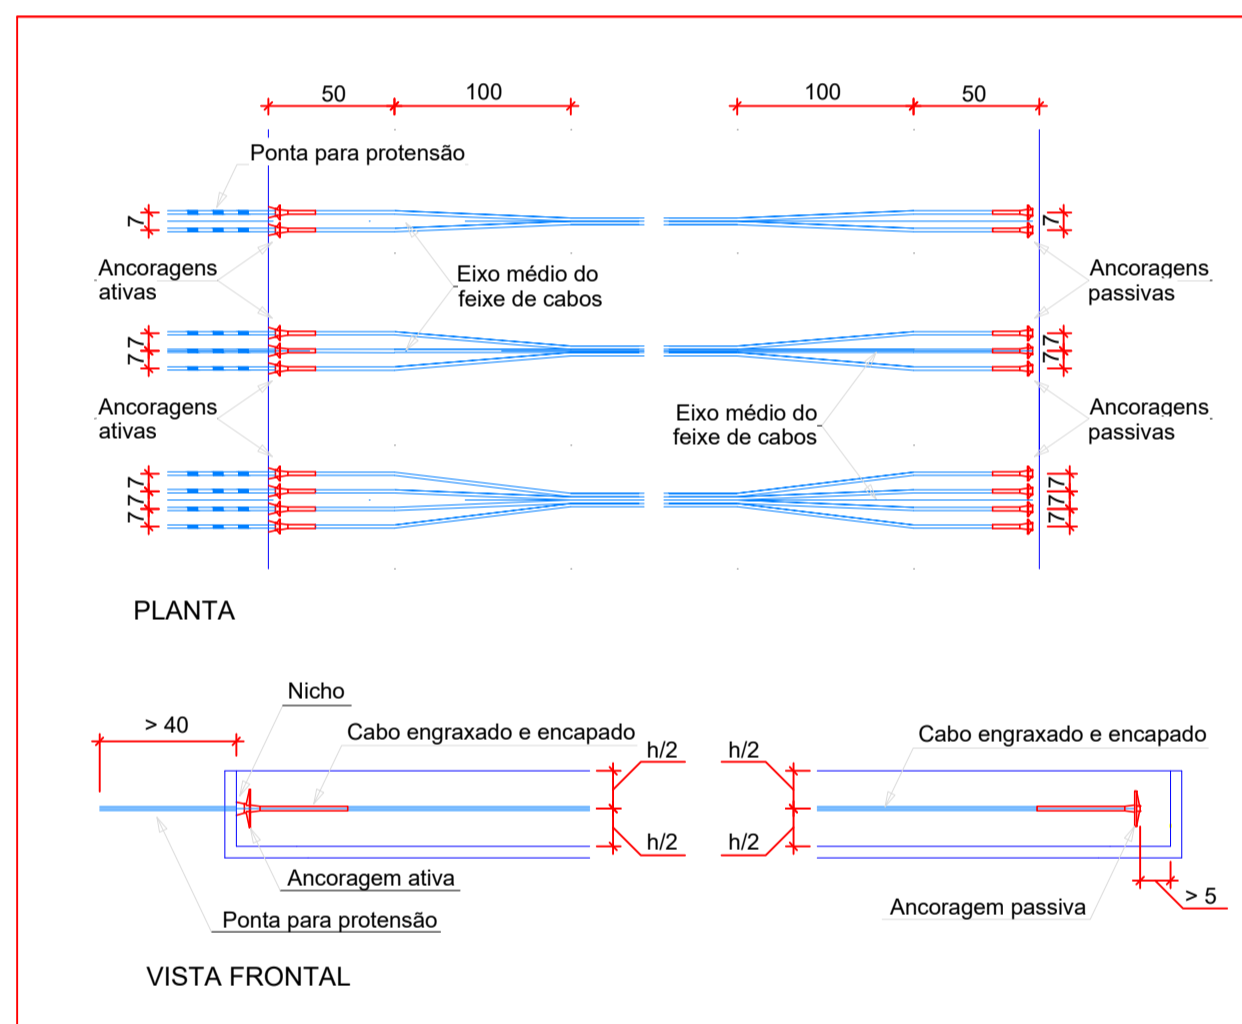 50
100
100
50
Ponta para protensão
7
7
Ancoragens
ativas
Eixo médio do
feixe de cabos
Ancoragens
passivas
7
7
7
7
Ancoragens
ativas
Eixo médio do
feixe de cabos
Ancoragens
passivas
7
7
7
7
7
7
PLANTA
Nicho
> 40
Cabo engraxado e encapado
h/2
h/2
Cabo engraxado e encapado
h/2
h/2
Ancoragem ativa
Ponta para protensão
Ancoragem passiva
> 5
VISTA FRONTAL